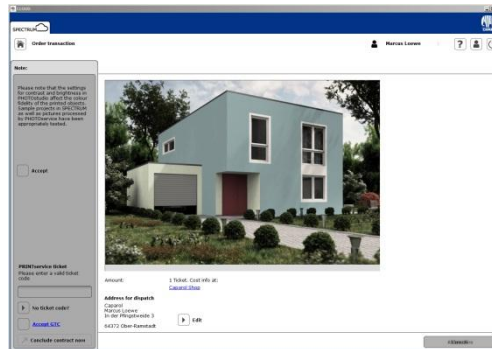 SPECTRUM
Order transaction
Marcus Loewe
?
Note:
Please note that the settings
for contrast and brightness in
PHOTOstudio affect the colour
fidelity of the printed objects.
Sample projects in SPECTRUM
as well as pictures processed
by PHOTOservice have been
appropriately tested.
Accept
PRINTservice ticket
Please enter a valid ticket
code.
No ticket code?
Accept GTC
Conclude contract now
Amount:
1 Ticket. Cost info at:
Caparol Shop
Address for dispatch
Caparol
Marcus Loewe
In der Pfingstweide 3
64372 Ober-Ramstadt
Edit